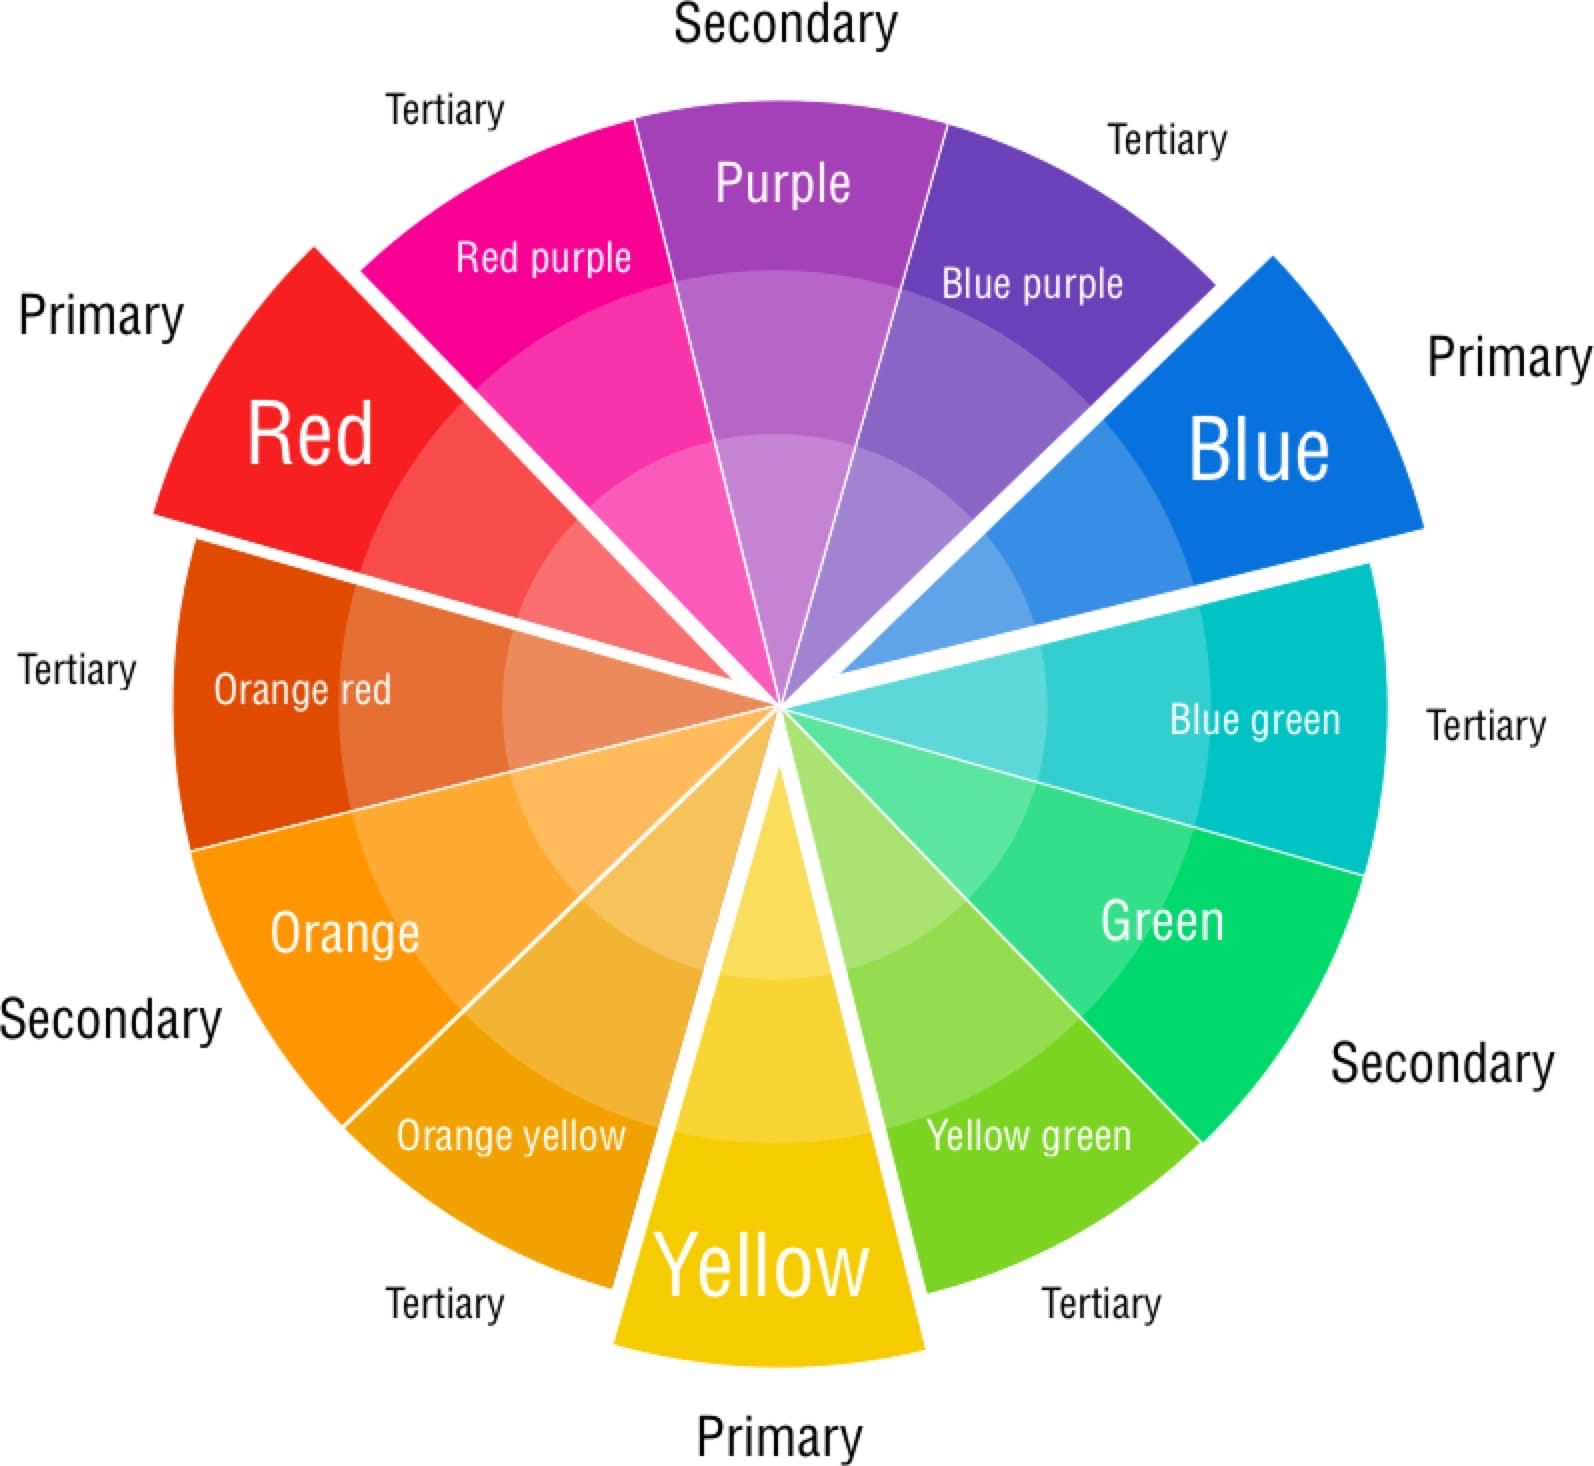 Secondary
Tertiary
Tertiary
Purple
Red purple
Blue purple
Primary
Primary
Red
Blue
Tertiary
Orange red
Blue green
Tertiary
Orange
Green
Secondary
Secondary
Orange yellow
Yellow green
Yellow
Tertiary
Tertiary
Primary